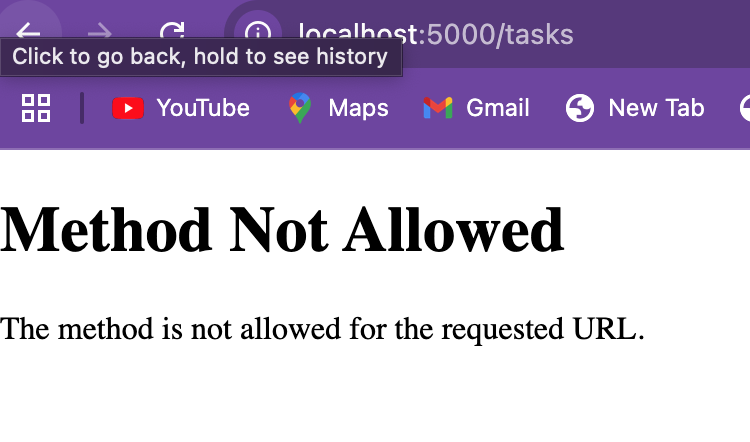 localhost:5000/tasks
Click to go back, hold to see history
YouTube Maps Gmail New Tab
Method Not Allowed
The method is not allowed for the requested URL.